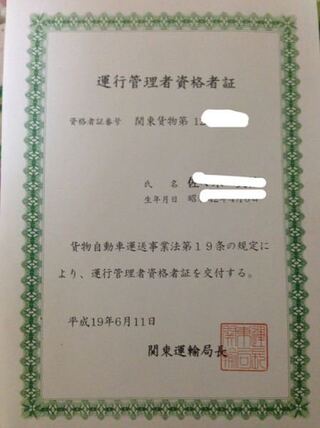 運行管理者資格者証
資格者証番号 関東貨物第1
氏名 佐
生年月日 昭
貨物自動車運送事業法第19条の規定
により、運行管理者資格者証を交付する。
平成19年6月11日
関東運輸局長